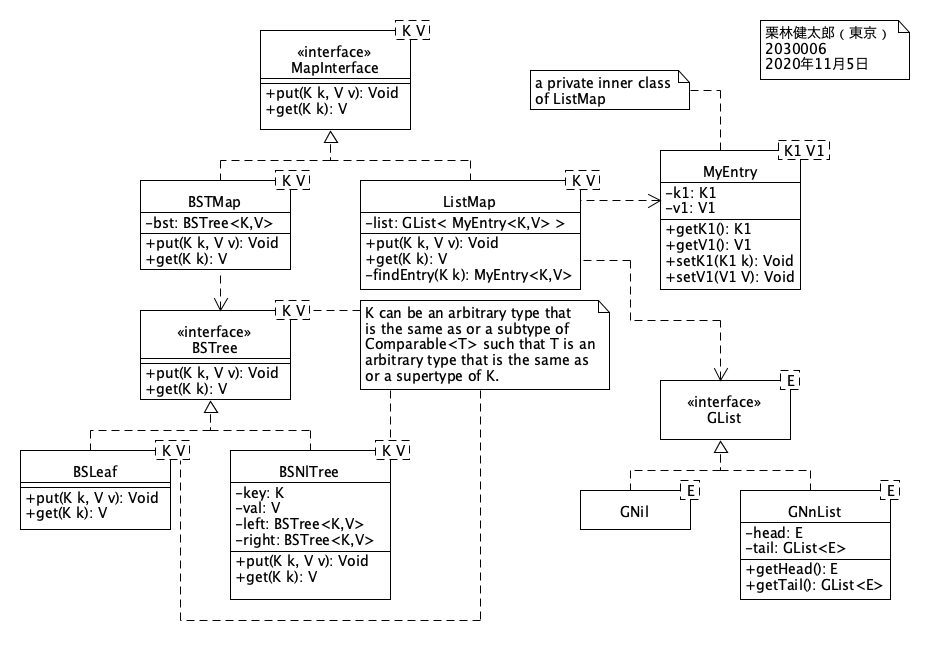 K V
«interface»
MapInterface
+put(K k, V v): Void
+get(K k): V
栗林健太郎（東京）
2030006
2020年11月5日
a private inner class
of ListMap
K1 V1
MyEntry
-k1: K1
-v1: V1
+getK1(): K1
+getV1(): V1
+setK1(K1 k): Void
+setV1(V1 V): Void
K V
BSTMap
-bst: BSTree<K,V>
+put(K k, V v): Void
+get(K k): V
K V
ListMap
-list: GList< MyEntry<K,V> >
+put(K k, V v): Void
+get(K k): V
-findEntry(K k): MyEntry<K,V>
K V
«interface»
BSTree
+put(K k, V v): Void
+get(K k): V
K can be an arbitrary type that
is the same as or a subtype of
Comparable<T> such that T is an
arbitrary type that is the same as
or a supertype of K.
E
«interface»
GList
K V
BSLeaf
+put(K k, V v): Void
+get(K k): V
K V
BSNlTree
-key: K
-val: V
-left: BSTree<K,V>
-right: BSTree<K,V>
+put(K k, V v): Void
+get(K k): V
E
GNil
E
GNnList
-head: E
-tail: GList<E>
+getHead(): E
+getTail(): GList<E>